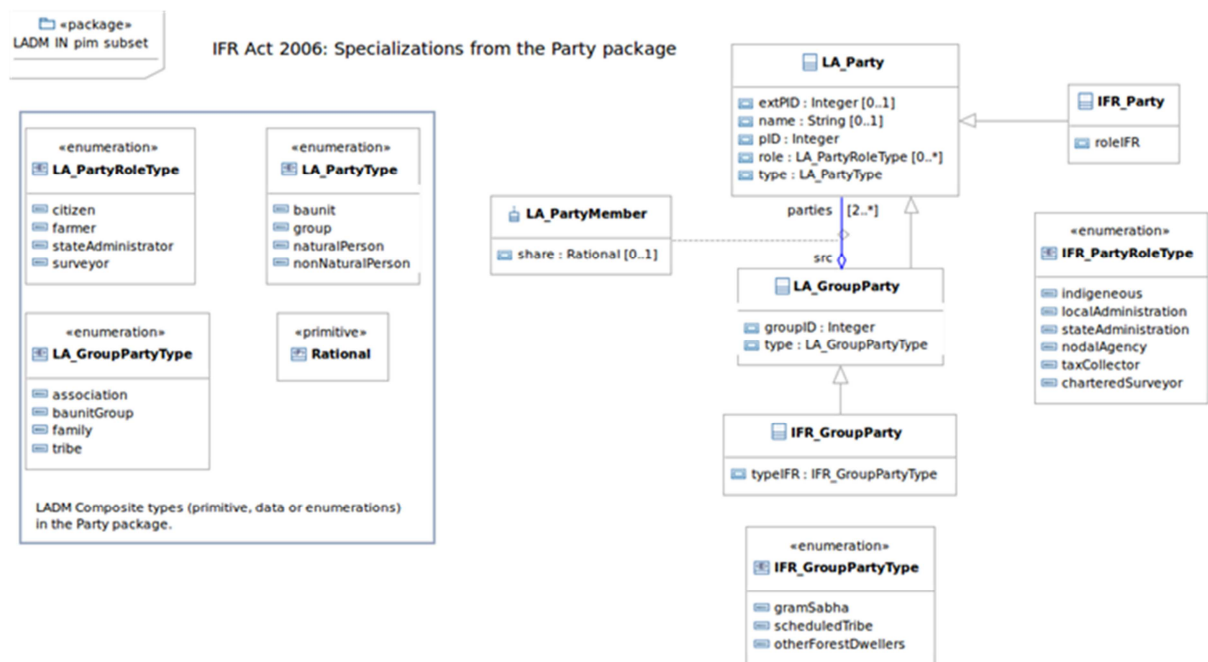 «package»
LADM IN pim subset
IFR Act 2006: Specializations from the Party package
«enumeration»
LA_PartyRoleType
citizen
farmer
stateAdministrator
surveyor
«enumeration»
LA_PartyType
baunit
group
naturalPerson
nonNaturalPerson
«enumeration»
LA_GroupPartyType
association
baunitGroup
family
tribe
«primitive»
Rational
LADM Composite types (primitive, data or enumerations)
in the Party package.
LA_Party
extPID : Integer [0..1]
name : String [0..1]
pID : Integer
role : LA_PartyRoleType [0..*]
type : LA_PartyType
IFR_Party
roleIFR
parties [2..*]
src
LA_PartyMember
share : Rational [0..1]
LA_GroupParty
groupID : Integer
type : LA_GroupPartyType
IFR_GroupParty
typeIFR : IFR_GroupPartyType
«enumeration»
IFR_PartyRoleType
indigeneous
localAdministration
stateAdministration
nodalAgency
taxCollector
charteredSurveyor
«enumeration»
IFR_GroupPartyType
gramSabha
scheduledTribe
otherForestDwellers